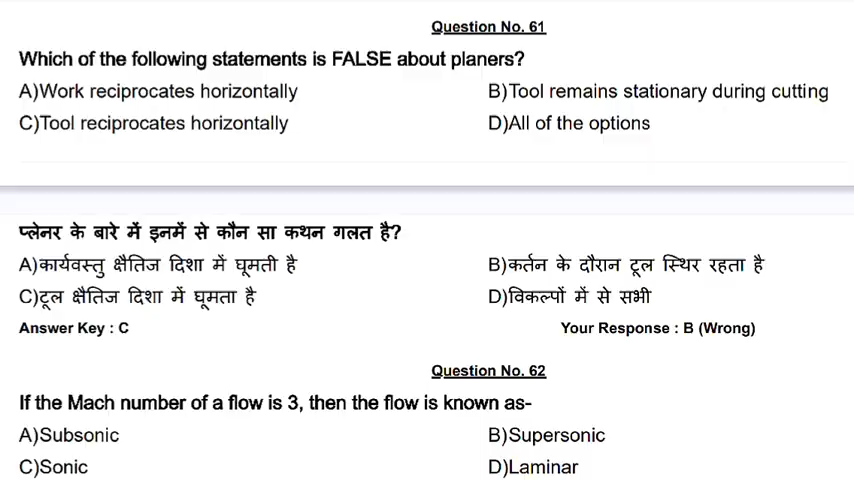 Question No. 61
Which of the following statements is FALSE about planers?
A)Work reciprocates horizontally B)Tool remains stationary during cutting
C)Tool reciprocates horizontally D)All of the options
प्लेनर के बारे में इनमें से कौन सा कथन गलत है?
A)कार्यवस्तु क्षैतिज दिशा में घूमती है B)कर्तन के दौरान टूल स्थिर रहता है
C)टूल क्षैतिज दिशा में घूमता है D)विकल्पों में से सभी
Answer Key : C Your Response : B (Wrong)
Question No. 62
If the Mach number of a flow is 3, then the flow is known as-
A)Subsonic B)Supersonic
C)Sonic D)Laminar